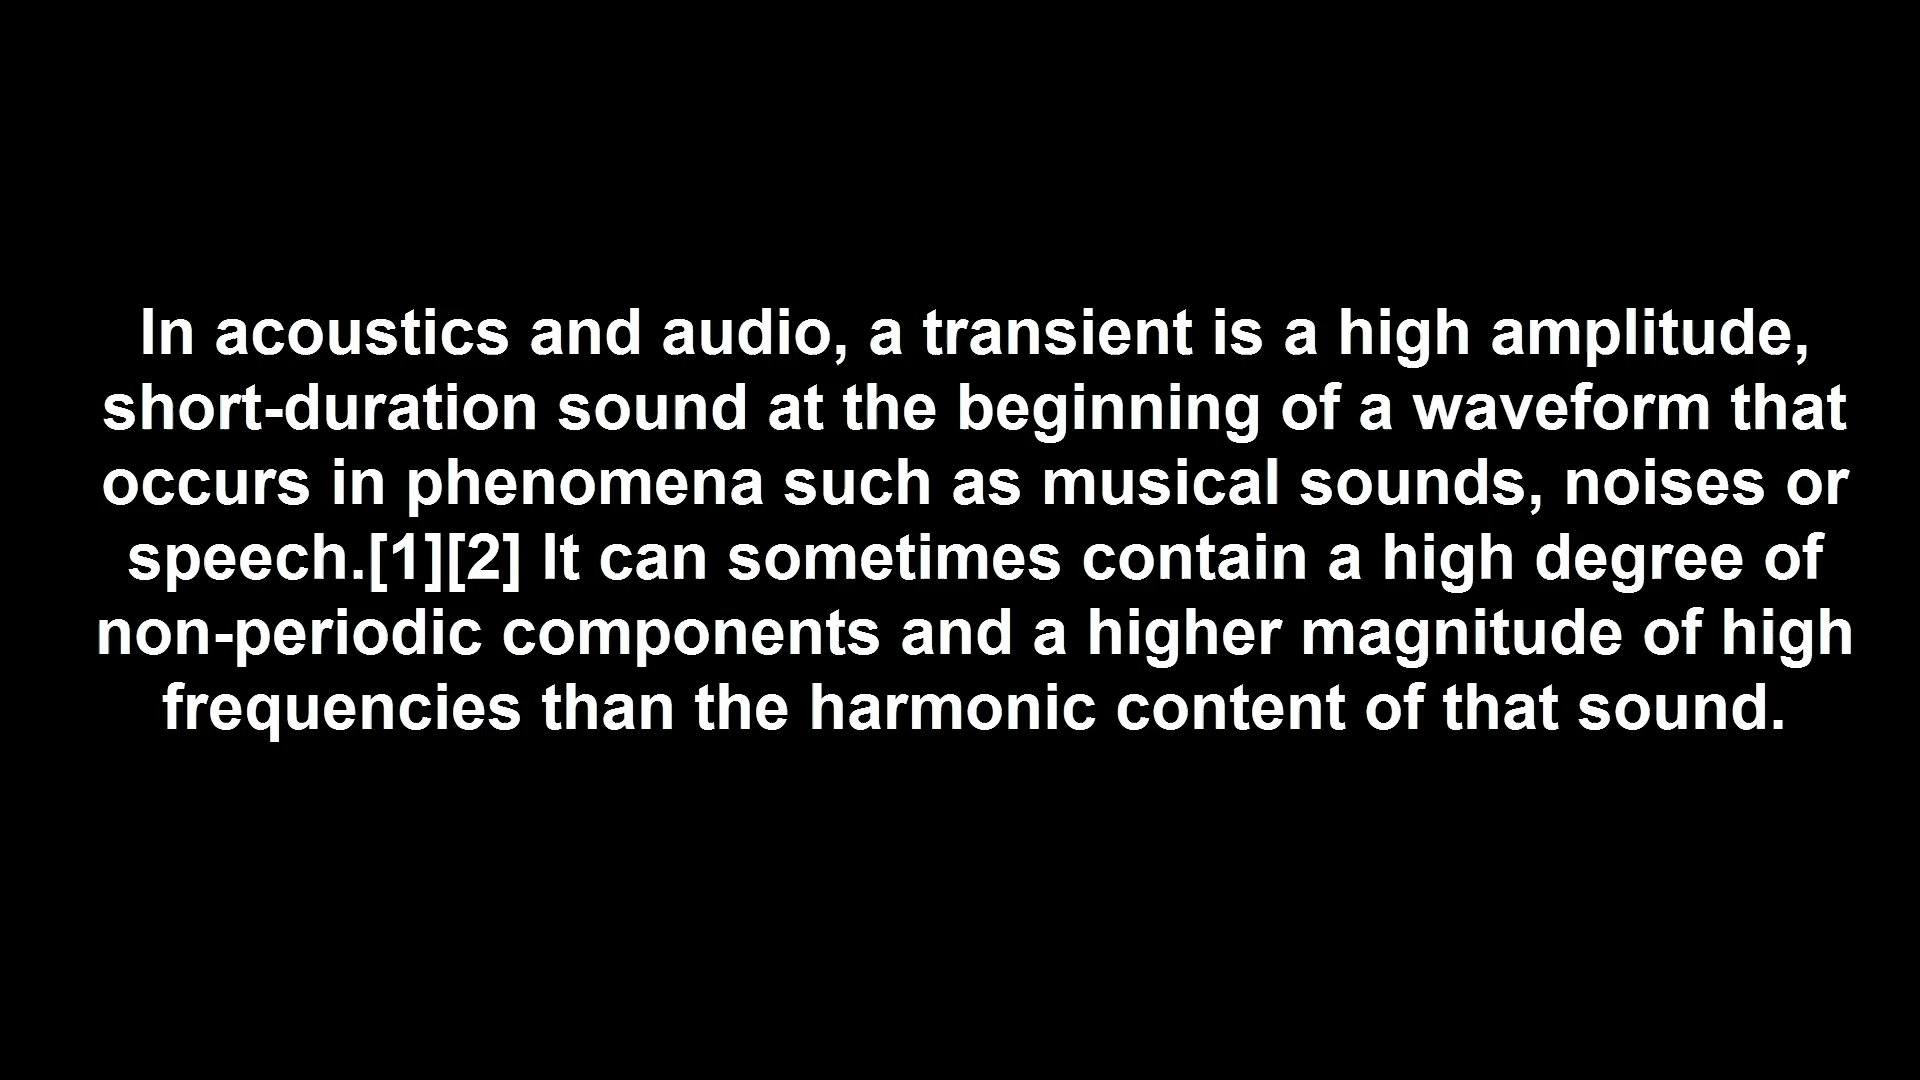 In acoustics and audio, a transient is a high amplitude,
short-duration sound at the beginning of a waveform that
occurs in phenomena such as musical sounds, noises or
speech.[1][2] It can sometimes contain a high degree of
non-periodic components and a higher magnitude of high
frequencies than the harmonic content of that sound.